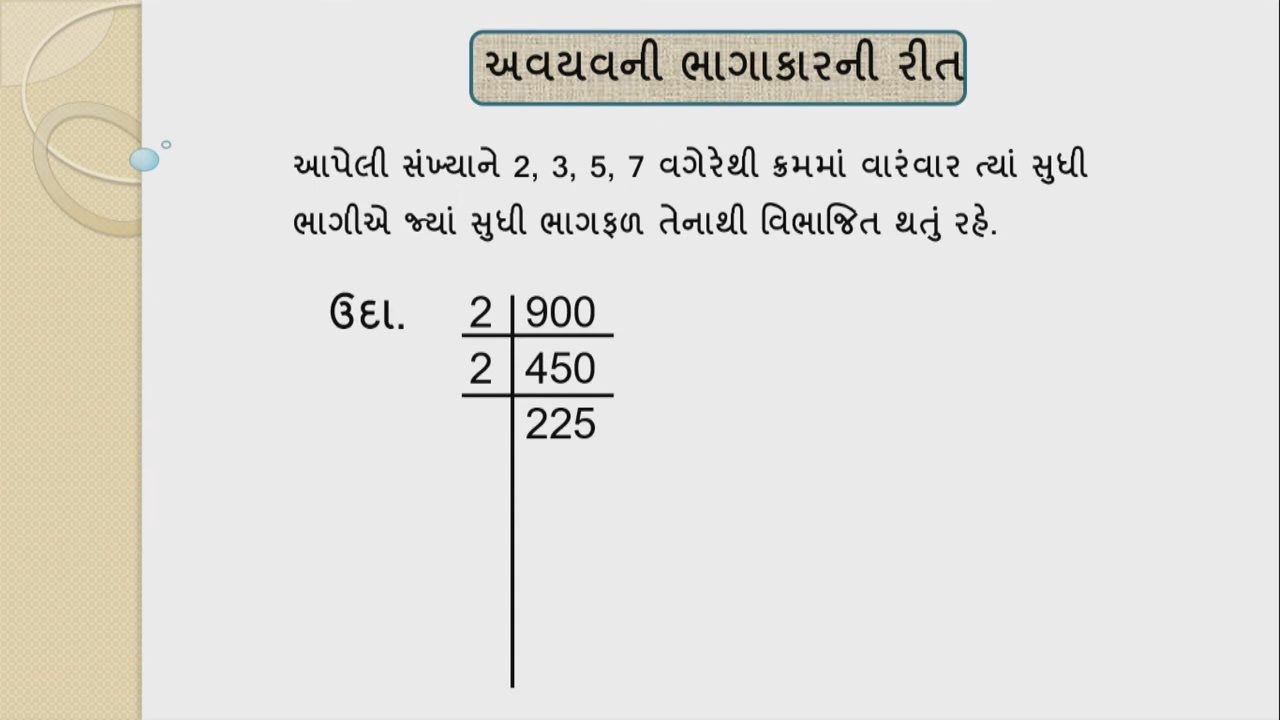 અવયવની ભાગાકારની રીત
આપેલી સંખ્યાને 2, 3, 5, 7 વગેરેથી ક્રમમાં વારંવાર ત્યાં સુધી
ભાગીએ જ્યાં સુધી ભાગફળ તેનાથી વિભાજિત થતું રહે.
ઉદા. 2 900
2 450
225